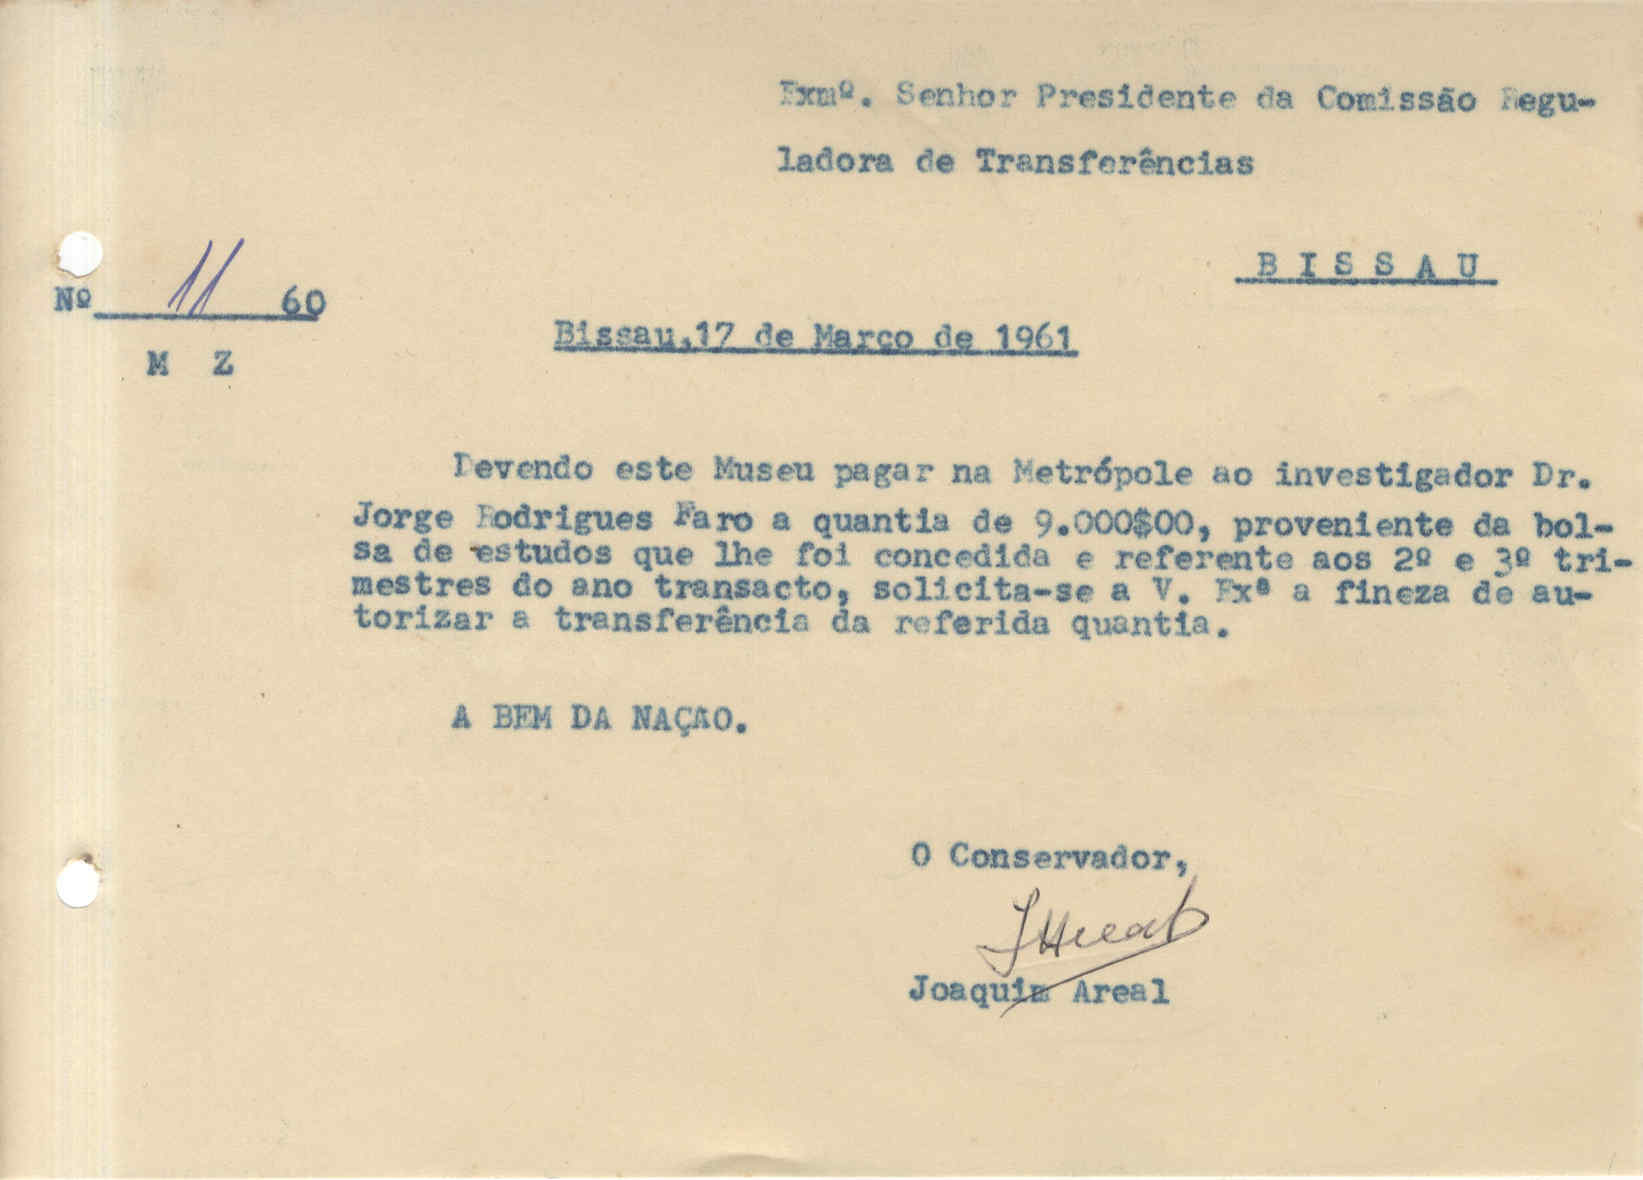 Exmº. Senhor Presidente da Comissão Regu-
ladora de Transferências
B I S S A U
Nº 11 60
M Z
Bissau,17 de Março de 1961
Devendo este Museu pagar na Metrópole ao investigador Dr.
Jorge Rodrigues Faro a quantia de 9.000$00, proveniente da bol-
sa de estudos que lhe foi concedida e referente aos 2º e 3º tri-
mestres do ano transacto, solicita-se a V. Exª a fineza de au-
torizar a transferência da referida quantia.
A BEM DA NAÇAO.
O Conservador,
JAreal
Joaquim Areal